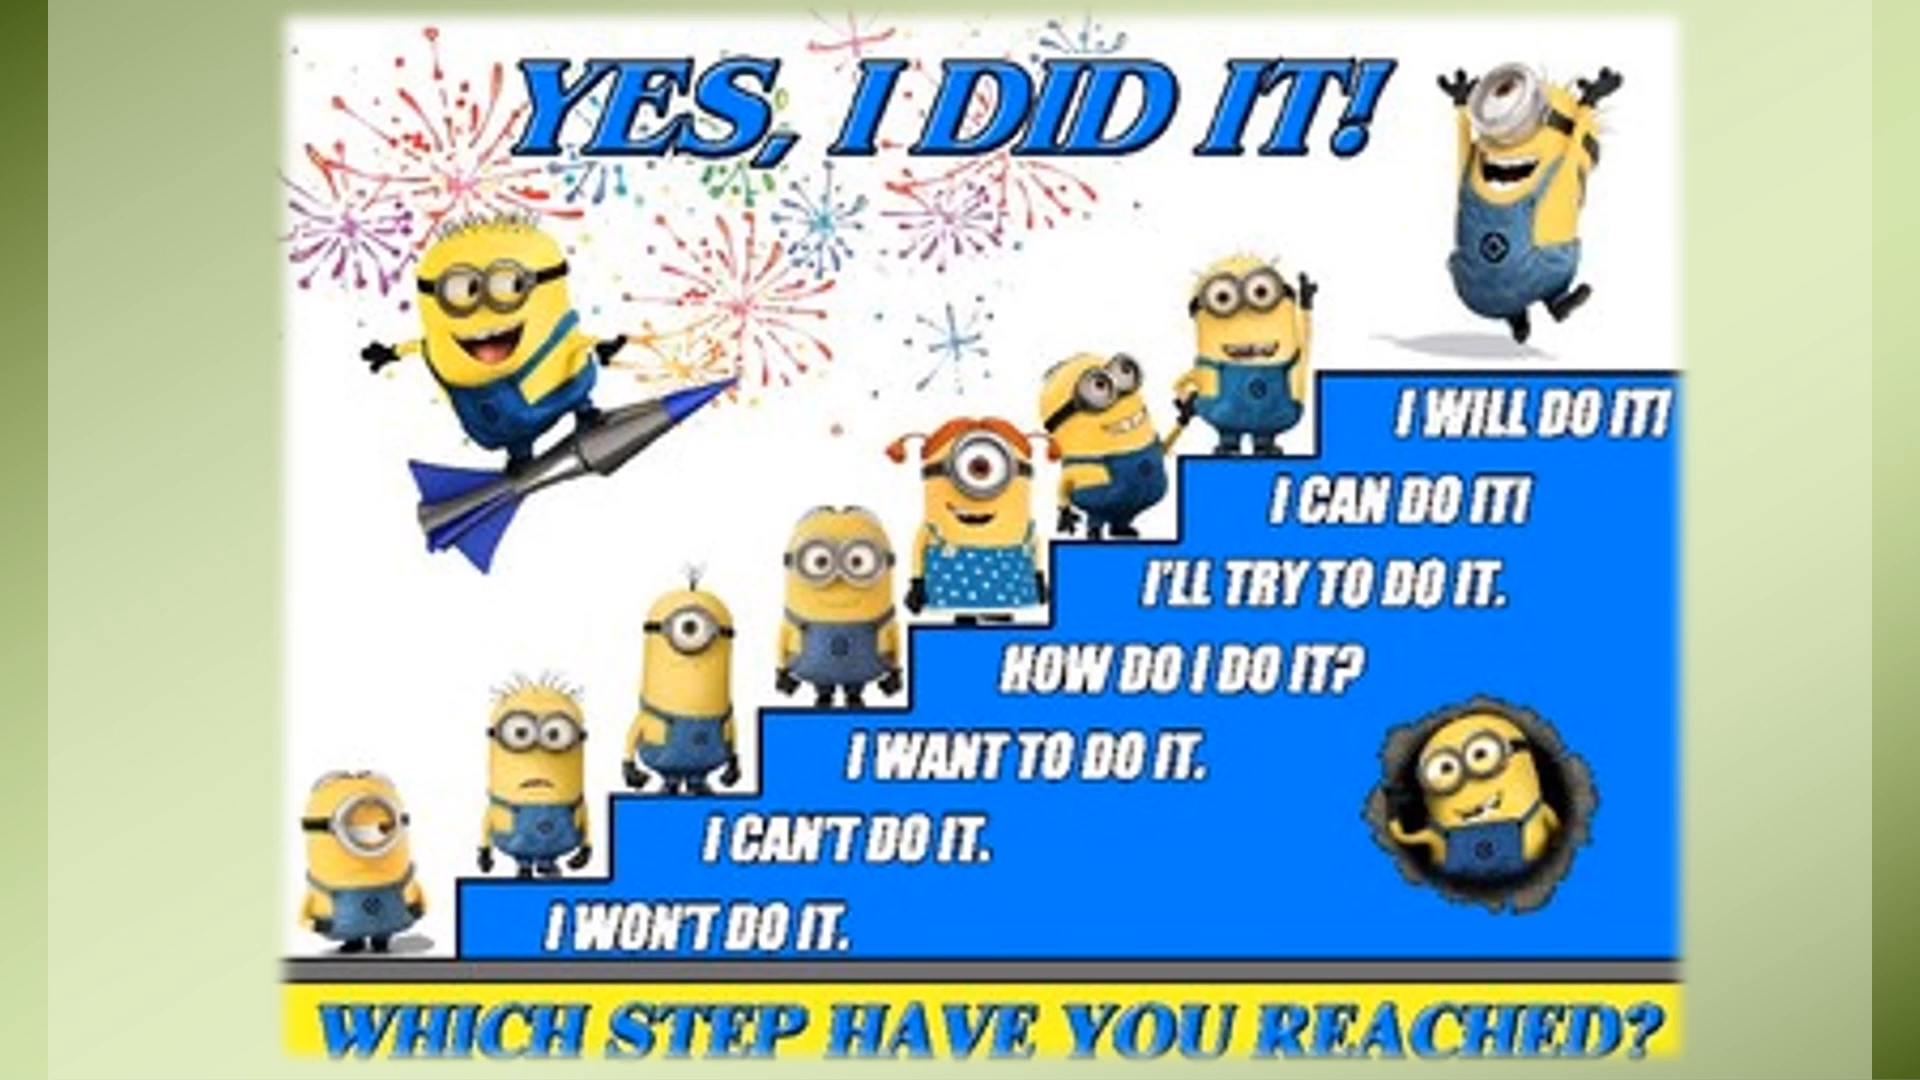 YES, I DID IT!
I WILL DO IT!
I CAN DO IT!
I'LL TRY TO DO IT.
HOW DO I DO IT?
I WANT TO DO IT.
I CAN'T DO IT.
I WON'T DO IT.
WHICH STEP HAVE YOU REACHED?